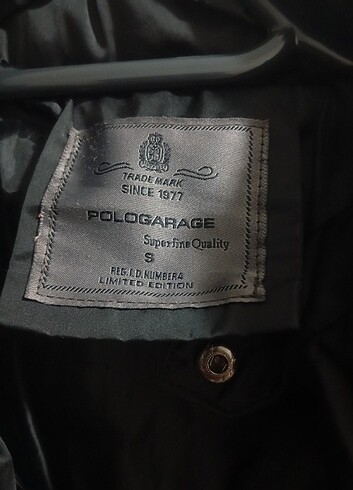 TRADE MARK
SINCE 1977
POLOGARAGE
Superfine Quality
S
REG.E.D. NUMBER4
LIMITED EDITION